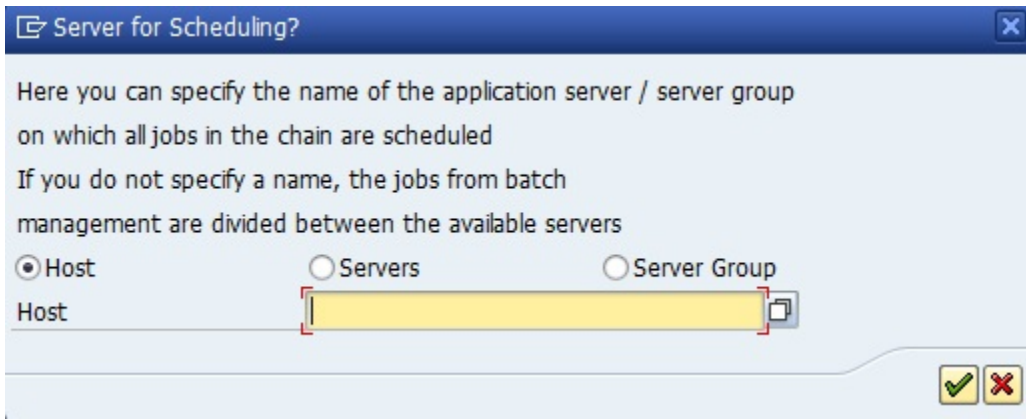 Server for Scheduling?
Here you can specify the name of the application server / server group
on which all jobs in the chain are scheduled
If you do not specify a name, the jobs from batch
management are divided between the available servers
Host Servers Server Group
Host